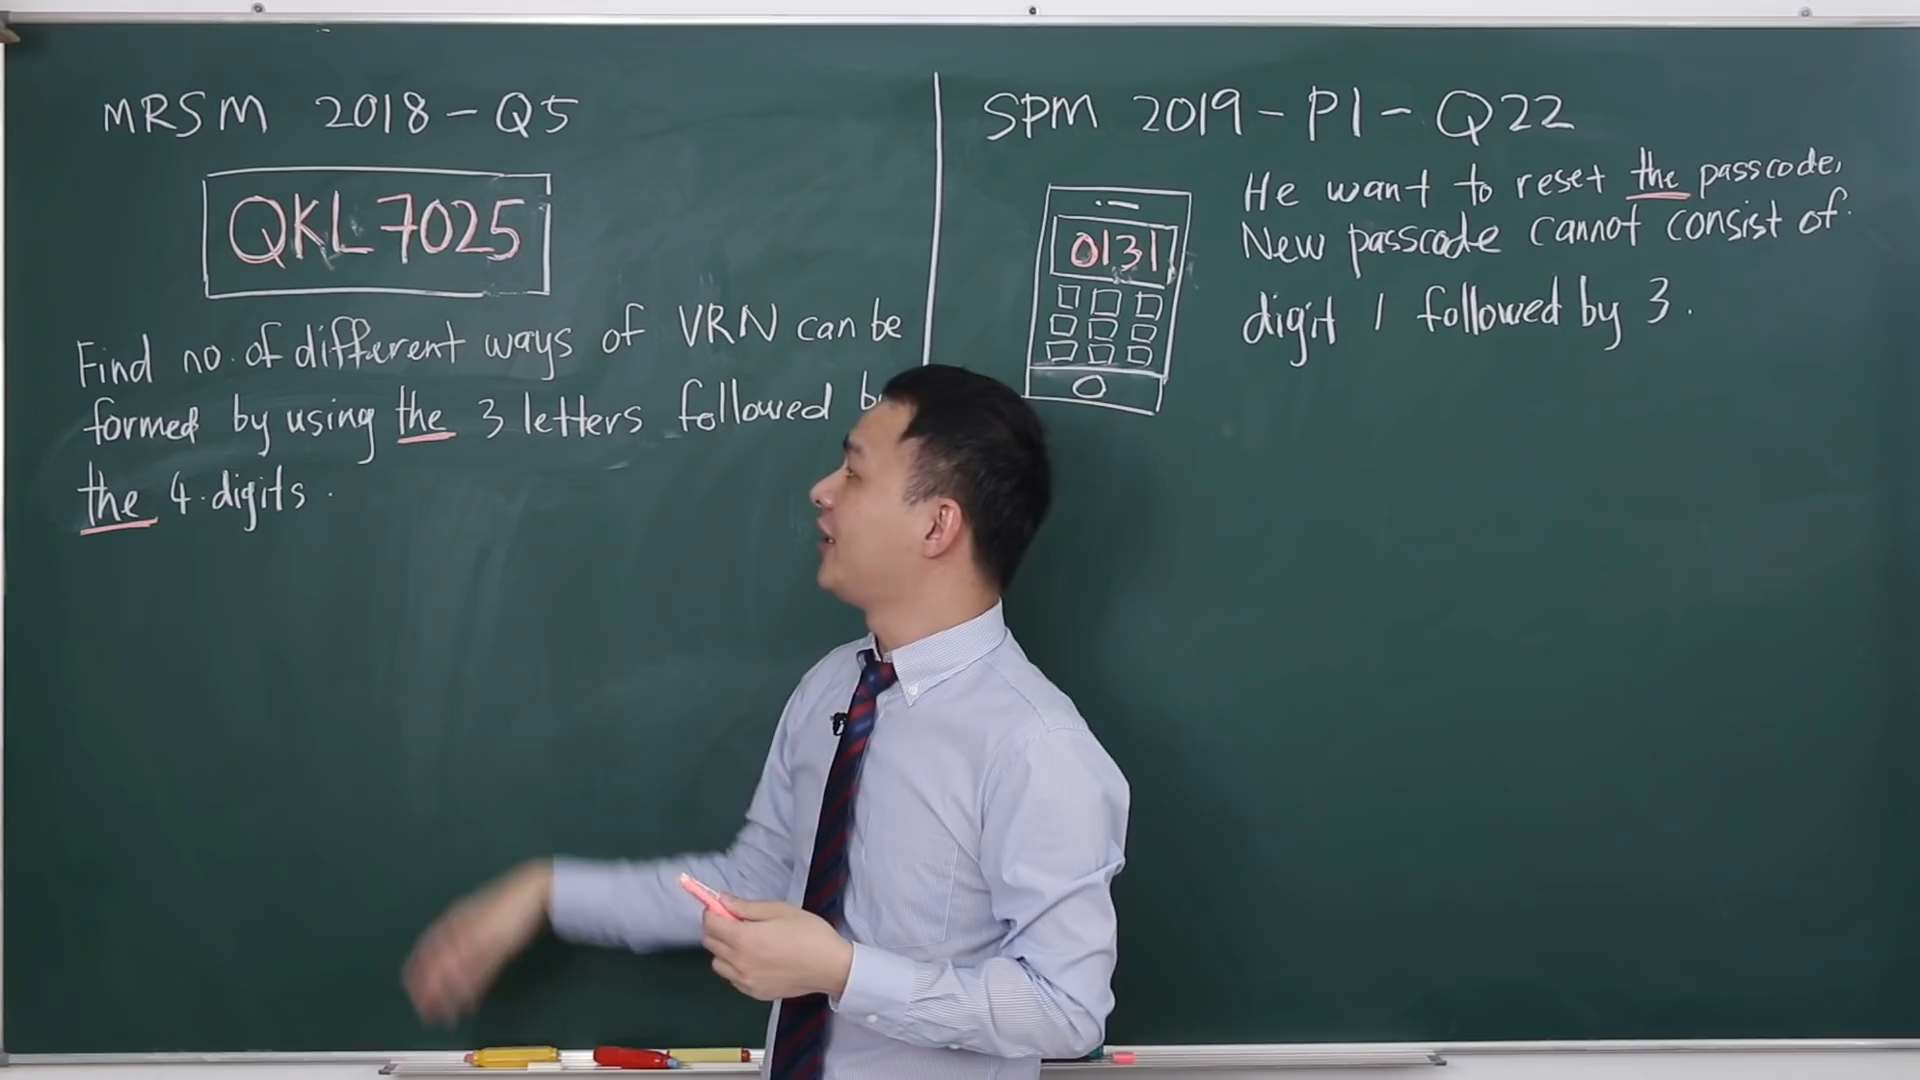 MRSM 2018 - Q5
QKL 7025
Find no. of different ways of VRN can be
formed by using the 3 letters followed
the 4 digits.
SPM 2019 - P1 - Q22
0131
He want to reset the passcode.
New passcode cannot consist of
digit 1 followed by 3.